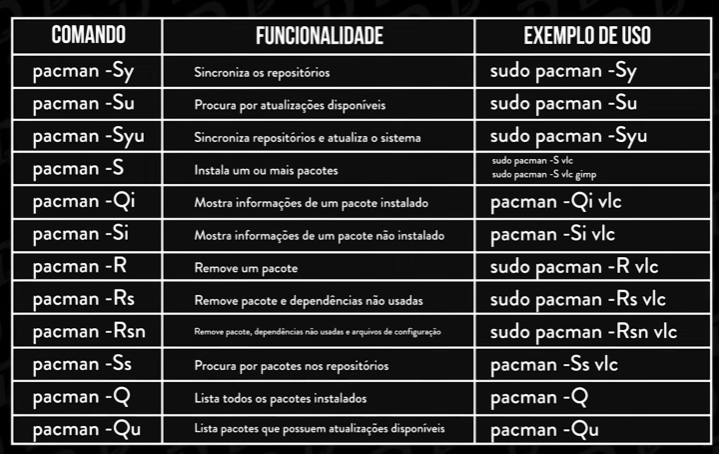 COMANDO FUNCIONALIDADE EXEMPLO DE USO
pacman -Sy Sincroniza os repositórios sudo pacman -Sy
pacman -Su Procura por atualizações disponíveis sudo pacman -Su
pacman -Syu Sincroniza repositórios e atualiza o sistema sudo pacman -Syu
pacman -S Instala um ou mais pacotes sudo pacman -S vlc
sudo pacman -S vlc gimp
pacman -Qi Mostra informações de um pacote instalado pacman -Qi vlc
pacman -Si Mostra informações de um pacote não instalado pacman -Si vlc
pacman -R Remove um pacote sudo pacman -R vlc
pacman -Rs Remove pacote e dependências não usadas sudo pacman -Rs vlc
pacman -Rsn Remove pacote, dependências não usadas e arquivos de configuração sudo pacman -Rsn vlc
pacman -Ss Procura por pacotes nos repositórios pacman -Ss vlc
pacman -Q Lista todos os pacotes instalados pacman -Q
pacman -Qu Lista pacotes que possuem atualizações disponíveis pacman -Qu